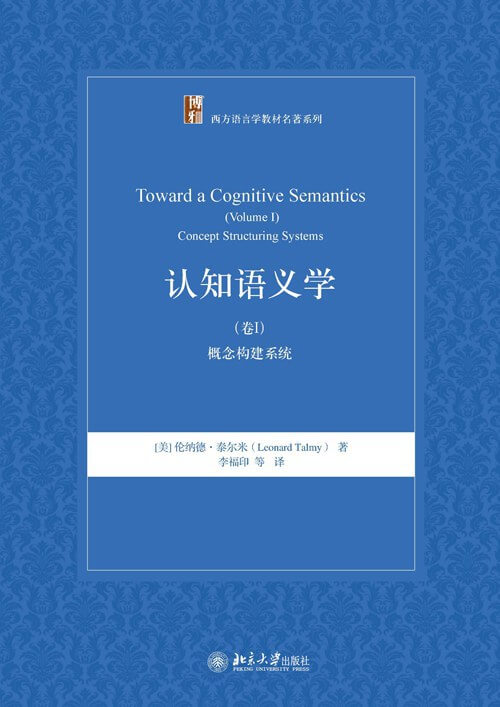 博雅
西方语言学教材名著系列
Toward a Cognitive Semantics
(Volume I)
Concept Structuring Systems
认知语义学
（卷I）
概念构建系统
[美] 伦纳德·泰尔米（Leonard Talmy） 著
李福印 等 译
北京大学出版社
PEKING UNIVERSITY PRESS